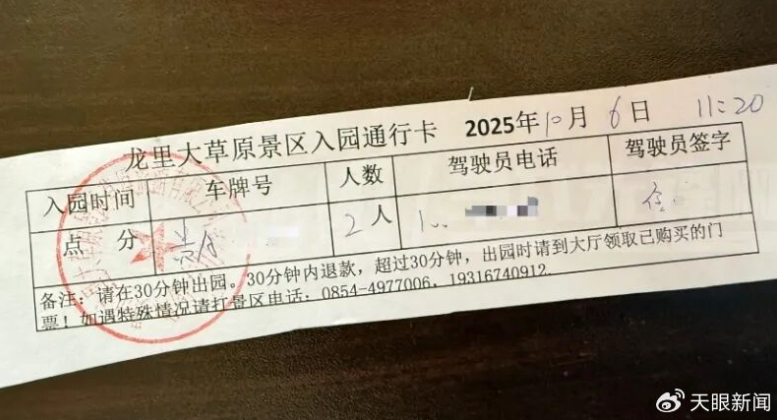 龙里大草原景区入园通行卡 2025年10月6日 11:20
入园时间 车牌号 人数 驾驶员电话 驾驶员签字
点 分 贵 2人 1
备注：请在30分钟出园。30分钟内退款，超过30分钟，出园时请到大厅领取已购买的门
票！如遇特殊情况请打景区电话：0854-4977006，19316740912.
天眼新闻